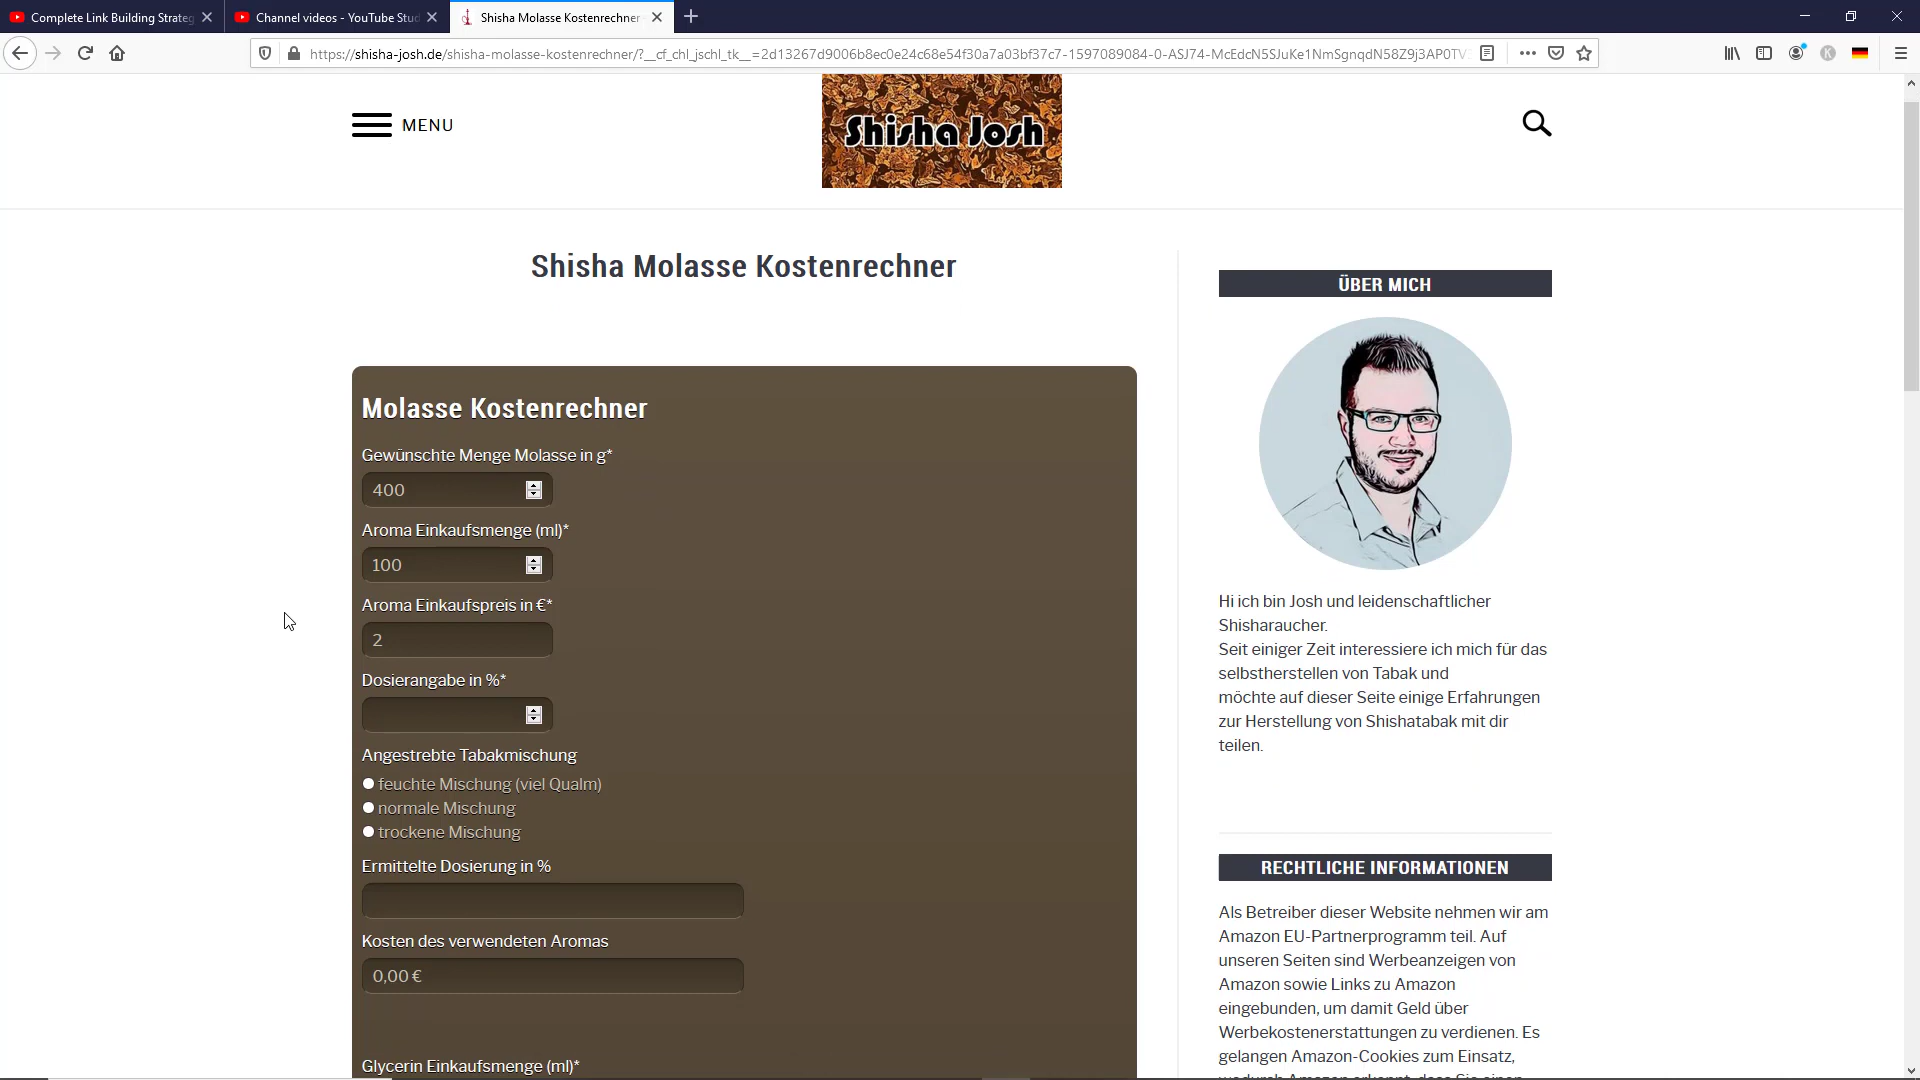 Complete Link Building Strateg
Channel videos - YouTube Stud
Shisha Molasse Kostenrechner
https://shisha-josh.de/shisha-molasse-kostenrechner/?__cf_chl_jschl_tk__=2d13267d9006b8ec0e24c68e54f30a7a03bf37c7-1597089084-0-ASJ74-McEdcN5SJuKe1NmSgnqdN58Z9j3AP0TV
MENU
Shisha Josh
Shisha Molasse Kostenrechner
Molasse Kostenrechner
Gewünschte Menge Molasse in g*
400
Aroma Einkaufsmenge (ml)*
100
Aroma Einkaufspreis in €*
2
Dosierangabe in %*
Angestrebte Tabakmischung
feuchte Mischung (viel Qualm)
normale Mischung
trockene Mischung
Ermittelte Dosierung in %
Kosten des verwendeten Aromas
0,00 €
Glycerin Einkaufsmenge (ml)*
ÜBER MICH
Hi ich bin Josh und leidenschaftlicher
Shisharaucher.
Seit einiger Zeit interessiere ich mich für das
selbstherstellen von Tabak und
möchte auf dieser Seite einige Erfahrungen
zur Herstellung von Shishatabak mit dir
teilen.
RECHTLICHE INFORMATIONEN
Als Betreiber dieser Website nehmen wir am
Amazon EU-Partnerprogramm teil. Auf
unseren Seiten sind Werbeanzeigen von
Amazon sowie Links zu Amazon
eingebunden, um damit Geld über
Werbekostenerstattungen zu verdienen. Es
gelangen Amazon-Cookies zum Einsatz,
wodurch Amazon erkennt, dass Sie einen